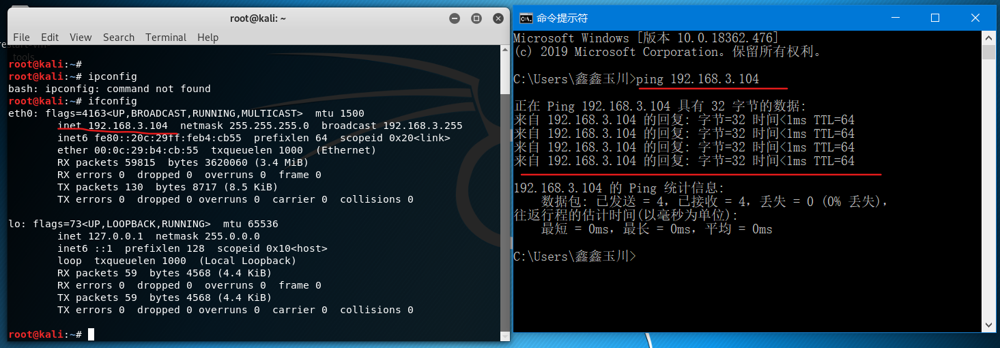 root@kali: ~
File Edit View Search Terminal Help
root@kali:~#
root@kali:~# ipconfig
bash: ipconfig: command not found
root@kali:~# ifconfig
eth0: flags=4163<UP,BROADCAST,RUNNING,MULTICAST>  mtu 1500
        inet 192.168.3.104  netmask 255.255.255.0  broadcast 192.168.3.255
        inet6 fe80::20c:29ff:feb4:cb55  prefixlen 64  scopeid 0x20<link>
        ether 00:0c:29:b4:cb:55  txqueuelen 1000  (Ethernet)
        RX packets 59815  bytes 3620060 (3.4 MiB)
        RX errors 0  dropped 0  overruns 0  frame 0
        TX packets 130  bytes 8717 (8.5 KiB)
        TX errors 0  dropped 0 overruns 0  carrier 0  collisions 0
lo: flags=73<UP,LOOPBACK,RUNNING>  mtu 65536
        inet 127.0.0.1  netmask 255.0.0.0
        inet6 ::1  prefixlen 128  scopeid 0x10<host>
        loop  txqueuelen 1000  (Local Loopback)
        RX packets 59  bytes 4568 (4.4 KiB)
        RX errors 0  dropped 0  overruns 0  frame 0
        TX packets 59  bytes 4568 (4.4 KiB)
        TX errors 0  dropped 0 overruns 0  carrier 0  collisions 0
root@kali:~#
命令提示符
Microsoft Windows [版本 10.0.18362.476]
(c) 2019 Microsoft Corporation。保留所有权利。
C:\Users\鑫鑫玉川>ping 192.168.3.104
正在 Ping 192.168.3.104 具有 32 字节的数据:
来自 192.168.3.104 的回复: 字节=32 时间<1ms TTL=64
来自 192.168.3.104 的回复: 字节=32 时间<1ms TTL=64
来自 192.168.3.104 的回复: 字节=32 时间<1ms TTL=64
来自 192.168.3.104 的回复: 字节=32 时间<1ms TTL=64
192.168.3.104 的 Ping 统计信息:
    数据包: 已发送 = 4，已接收 = 4，丢失 = 0 (0% 丢失)，
往返行程的估计时间(以毫秒为单位):
    最短 = 0ms，最长 = 0ms，平均 = 0ms
C:\Users\鑫鑫玉川>